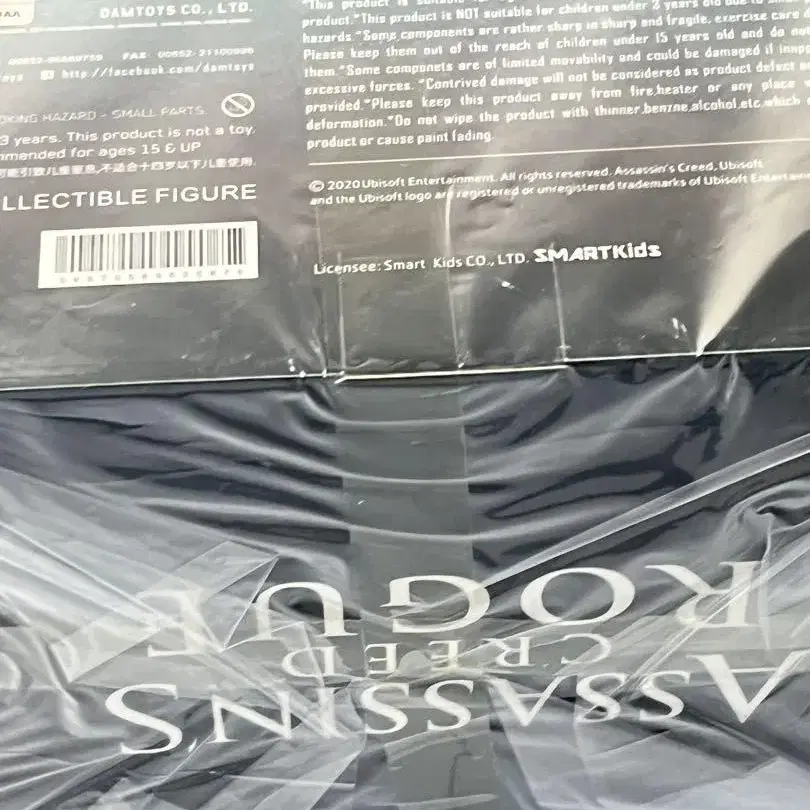 DAMTOYS CO., LTD.
FAX: 00852-21100996
http://facebook.com/damtoys
OKING HAZARD - SMALL PARTS.
3 years. This product is not a toy.
mmended for ages 15 & UP
LLECTIBLE FIGURE
"This product is suitable for
product."This product is NOT suitable for children under 3 years old due to
hazards "Some components are rather sharp in sharp and fragile, exercise care
Please keep them out of the reach of children under 15 years old and do not
them."Some componets are of limited movability and could be damaged if
excessive forces. "Contrived damage will not be considered as product defect
provided."Please keep this product away from fire,heater or any place
deformation."Do not wipe the product with thinner,benzne,alcohol,etc.which
product or cause paint fading.
© 2020 Ubisoft Entertainment. All rights reserved. Assassin's Creed, Ubisoft
and the Ubisoft logo are registered or unregistered trademarks of Ubisoft
Licensee: Smart Kids CO., LTD. SMARTKids
ASSASSINS
CREED
ROGUE